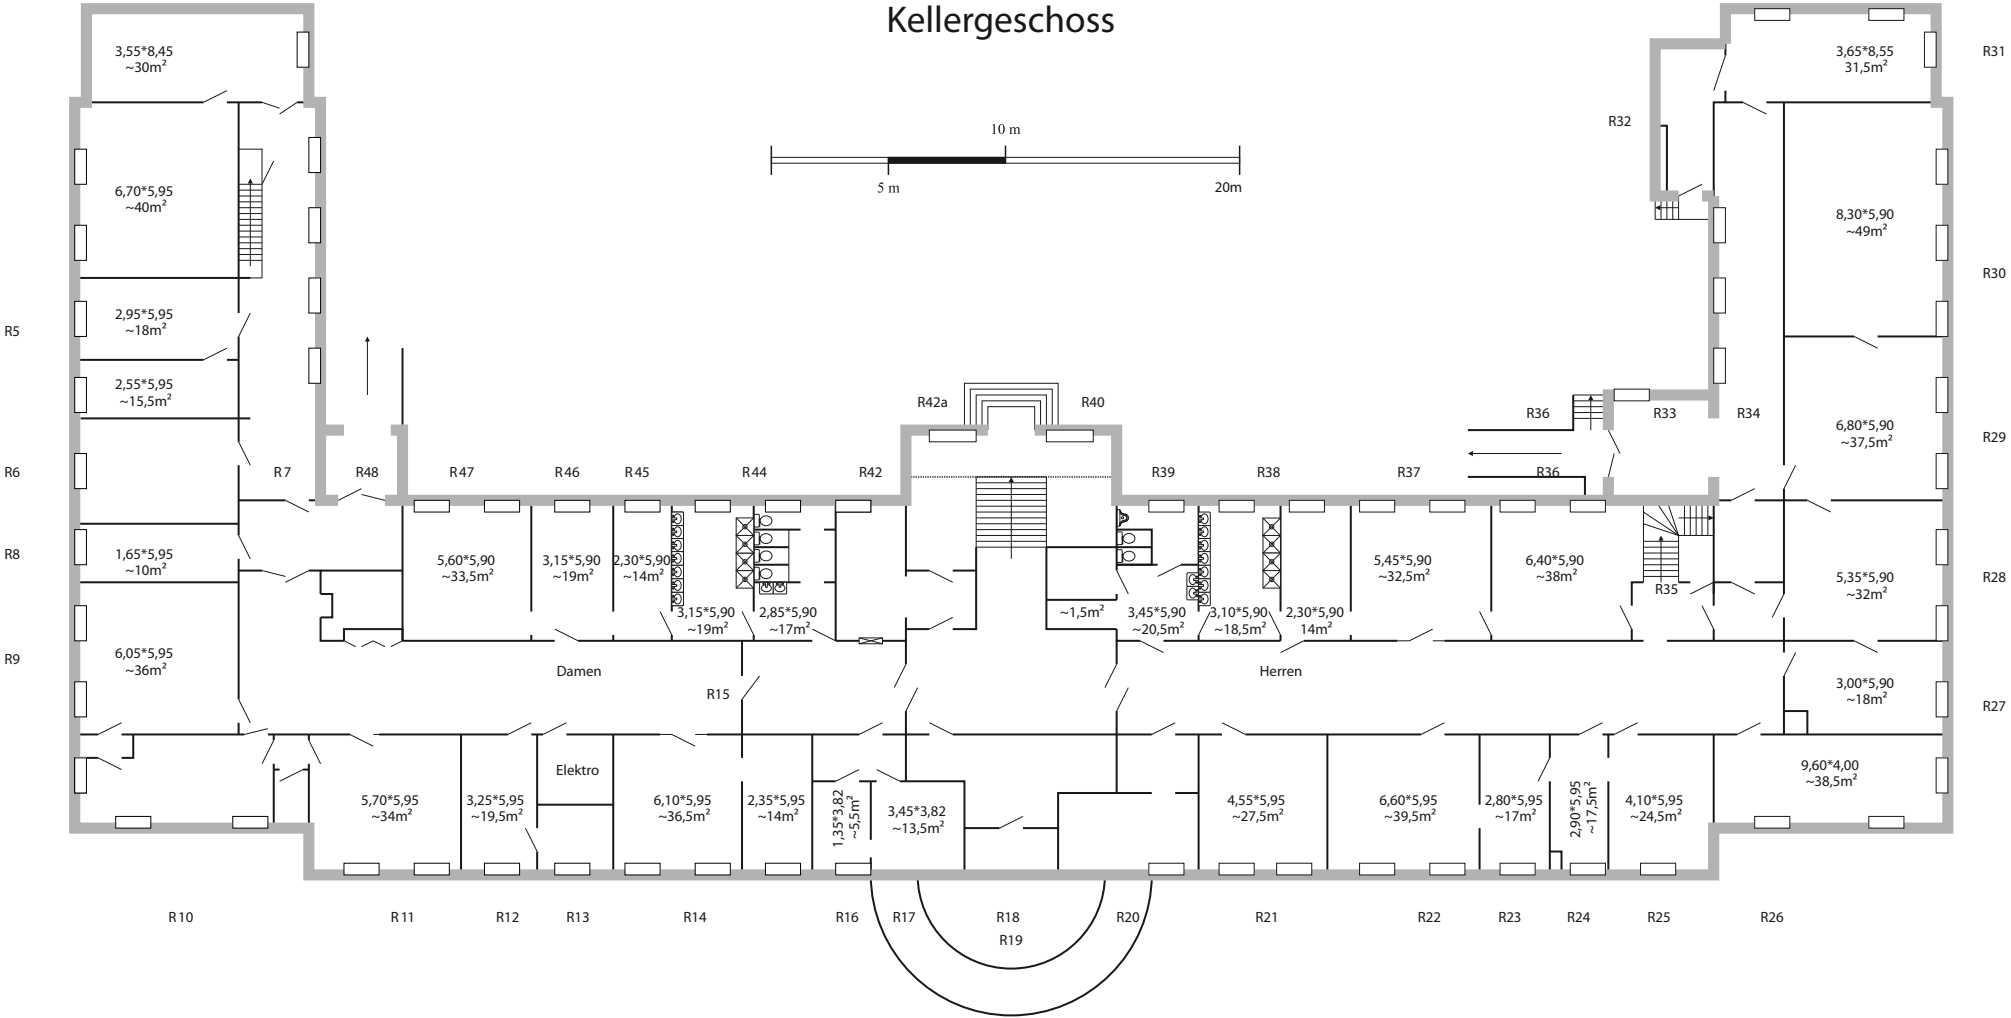 Kellergeschoss
3,55*8,45
~30m²
3,65*8,55
31,5m²
R31
R32
10 m
5 m
20m
6,70*5,95
~40m²
8,30*5,90
~49m²
R30
2,95*5,95
~18m²
R5
2,55*5,95
~15,5m²
R42a
R40
R36
R33
R34
6,80*5,90
~37,5m²
R29
R6
R 7
R48
R47
R46
R 45
R 44
R42
R39
R38
R37
R36
R8
1,65*5,95
~10m²
5,60*5,90
~33,5m²
3,15*5,90
~19m²
2,30*5,90
~14m²
5,45*5,90
~32,5m²
6,40*5,90
~38m²
R35
5,35*5,90
~32m²
R28
3,15*5,90
~19m²
2,85*5,90
~17m²
~1,5m²
3,45*5,90
~20,5m²
3,10*5,90
~18,5m²
2,30*5,90
14m²
R9
6,05*5,95
~36m²
Damen
R15
Herren
3,00*5,90
~18m²
R27
Elektro
9,60*4,00
~38,5m²
5,70*5,95
~34m²
3,25*5,95
~19,5m²
6,10*5,95
~36,5m²
2,35*5,95
~14m²
1,35*3,82
~5,5m²
3,45*3,82
~13,5m²
4,55*5,95
~27,5m²
6,60*5,95
~39,5m²
2,80*5,95
~17m²
2,90*5,95
~17,5m²
4,10*5,95
~24,5m²
R 10
R 11
R12
R13
R14
R16
R17
R18
R19
R20
R21
R22
R23
R24
R25
R26